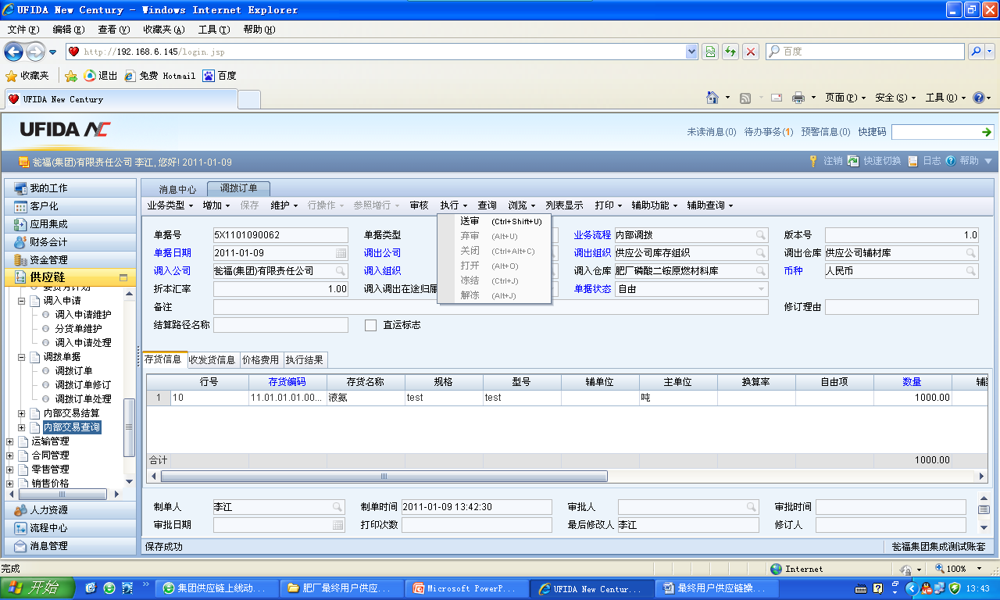 UFIDA New Century - Windows Internet Explorer
文件(F) 编辑(E) 查看(V) 收藏夹(A) 工具(T) 帮助(H)
http://192.168.6.145/login.jsp 百度
收藏夹 退出 免费 Hotmail 百度
UFIDA New Century 页面(P) 安全(S) 工具(O)
UFIDA NC 未读消息(0) 待办事务(1) 预警信息(0) 快捷码
瓮福(集团)有限责任公司 李江, 您好! 2011-01-09 注销 快速切换 日志 帮助
我的工作
客户化
应用集成
财务会计
资金管理
供应链
调入申请
调入申请维护
分货单维护
调入申请处理
调拨单据
调拨订单
调拨订单修订
调拨订单处理
内部交易结算
内部交易查询
运输管理
合同管理
零售管理
销售价格
人力资源
流程中心
消息管理
消息中心 调拨订单
业务类型 增加 保存 维护 行操作 参照增行 审核 执行 查询 浏览 列表显示 打印 辅助功能 辅助查询
送审 (Ctrl+Shift+U)
弃审 (Alt+U)
关闭 (Ctrl+Alt+C)
打开 (Alt+O)
冻结 (Ctrl+J)
解冻 (Alt+J)
单据号 5X1101090062 单据类型 业务流程 内部调拨 版本号 1.0
单据日期 2011-01-09 调出公司 调出组织 供应公司库存组织 调出仓库 供应公司辅材库
调入公司 瓮福(集团)有限责任公司 调入组织 调入仓库 肥厂磷酸二铵原燃材料库 币种 人民币
折本汇率 1.00 调入调出在途归属 单据状态 自由
备注 修订理由
结算路径名称 直运标志
存货信息 收发货信息 价格费用 执行结果
行号 存货编码 存货名称 规格 型号 辅单位 主单位 换算率 自由项 数量
1 10 11.01.01.01.00... 液氨 test test 吨 1000.00
合计 1000.00
制单人 李江 制单时间 2011-01-09 13:42:30 审批人 审批时间
审批日期 打印次数 最后修改人 李江 修订人
保存成功 瓮福集团集成测试账套
完成 Internet 100%
开始 集团供应链上线动... 肥厂最终用户供应... Microsoft PowerP... UFIDA New Centur... 最终用户供应链操... 13:43